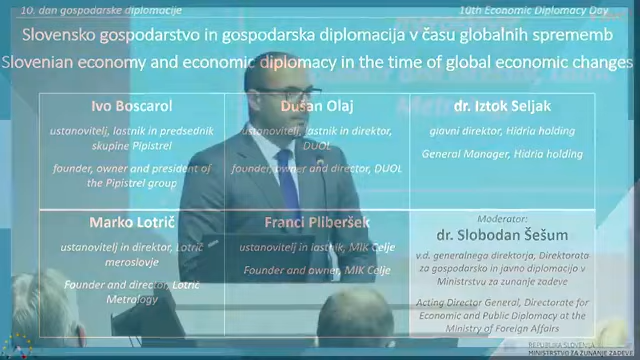 10. dan gospodarske diplomacije
10th Economic Diplomacy Day
Slovensko gospodarstvo in gospodarska diplomacija v času globalnih sprememb
Slovenian economy and economic diplomacy in the time of global economic changes
Ivo Boscarol
ustanovitelj, lastnik in predsednik
skupine Pipistrel
founder, owner and president of
the Pipistrel group
Dušan Olaj
ustanovitelj, lastnik in direktor,
DUOL
founder, owner and director, DUOL
dr. Iztok Seljak
glavni direktor, Hidria holding
General Manager, Hidria holding
Marko Lotrič
ustanovitelj in direktor, Lotrič
meroslovje
Founder and director, Lotrič
Metrology
Franci Pliberšek
ustanovitelj in lastnik, MIK Celje
Founder and owner, MIK Celje
Moderator:
dr. Slobodan Šešum
v.d. generalnega direktorja, Direktorata
za gospodarsko in javno diplomacijo v
Ministrstvu za zunanje zadeve
Acting Director General, Directorate for
Economic and Public Diplomacy at the
Ministry of Foreign Affairs
REPUBLIKA SLOVENIJA
MINISTRSTVO ZA ZUNANJE ZADEVE